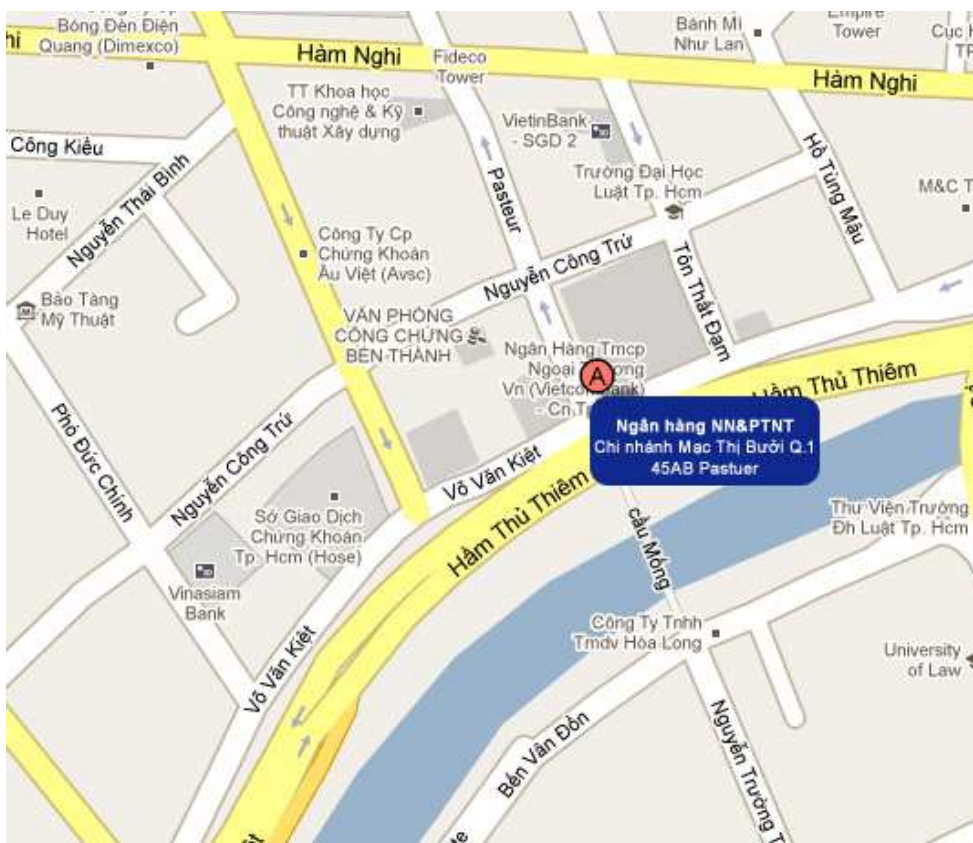 Bóng Đèn Điện
Quang (Dimexco)
Hàm Nghi
Fideco
Tower
Bánh Mì
Như Lan
Empire
Tower
Hàm Nghi
TT Khoa học
Công nghệ & Kỹ
thuật Xây dựng
VietinBank
- SGD 2
Công Kiều
Nguyễn Thái Bình
Pasteur
Trường Đại Học
Luật Tp. Hcm
Hồ Tùng Mậu
M&C T
Le Duy
Hotel
Công Ty Cp
Chứng Khoán
Âu Việt (Avsc)
Nguyễn Công Trứ
Tôn Thất Đạm
Bảo Tàng
Mỹ Thuật
VĂN PHÒNG
CÔNG CHỨNG
BẾN THÀNH
Ngân Hàng Tmcp
Ngoại
Vn
- Cn
A
Hầm Thủ Thiêm
Ngân hàng NN&PTNT
Chi nhánh Mạc Thị Bưởi Q.1
45AB Pastuer
Phó Đức Chính
Nguyễn Công Trứ
Võ Văn Kiệt
Hầm Thủ Thiêm
Sở Giao Dịch
Chứng Khoán
Tp. Hcm (Hose)
cầu Mống
Thư Viện Trường
Đh Luật Tp. Hcm
Vinasiam
Bank
Công Ty Tnhh
Tmdv Hòa Long
University
of Law
Võ Văn Kiệt
Bến Vân Đồn
Nguyễn Trường T